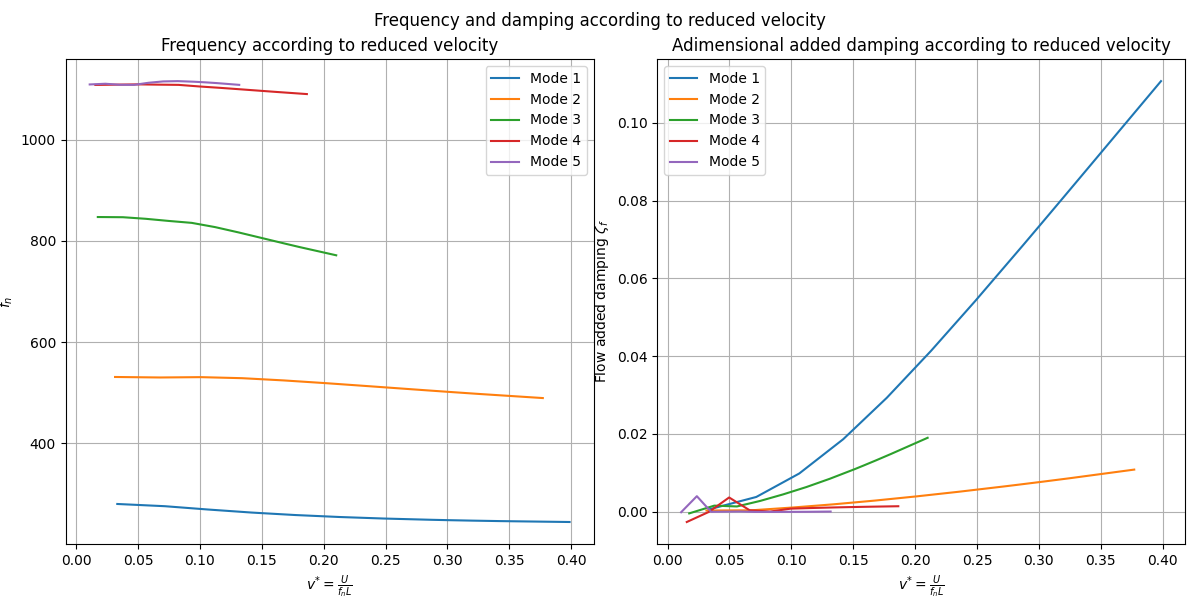 Frequency and damping according to reduced velocity
Frequency according to reduced velocity
Mode 1
Mode 2
Mode 3
Mode 4
Mode 5
1000
800
600
400
f_n
0.00 0.05 0.10 0.15 0.20 0.25 0.30 0.35 0.40
v* = U/(f_n L)
Adimensional added damping according to reduced velocity
Mode 1
Mode 2
Mode 3
Mode 4
Mode 5
0.10
0.08
0.06
0.04
0.02
0.00
Flow added damping ζ_f
0.00 0.05 0.10 0.15 0.20 0.25 0.30 0.35 0.40
v* = U/(f_n L)